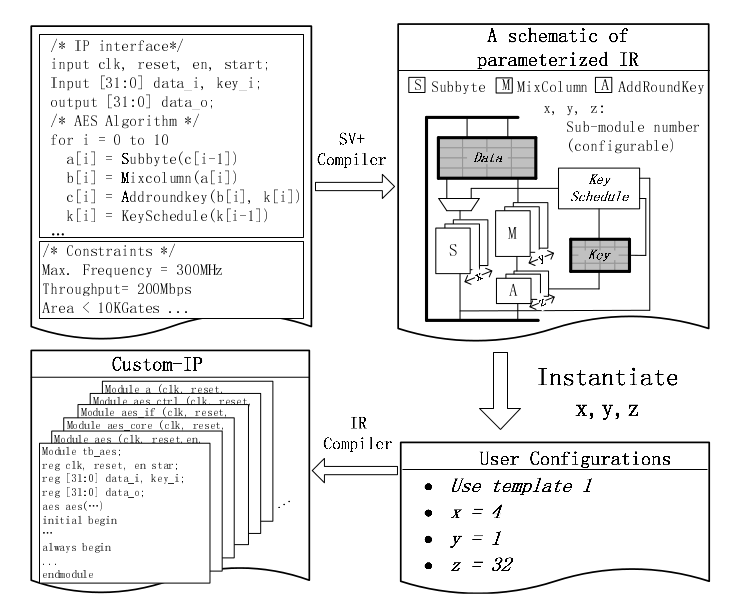 /* IP interface*/
input clk, reset, en, start;
Input [31:0] data_i, key_i;
output [31:0] data_o;
/* AES Algorithm */
for i = 0 to 10
a[i] = Subbyte(c[i-1])
b[i] = Mixcolumn(a[i])
c[i] = Addroundkey(b[i], k[i])
k[i] = KeySchedule(k[i-1])
…
/* Constraints */
Max. Frequency = 300MHz
Throughput= 200Mbps
Area < 10KGates ...
SV+
Compiler
A schematic of
parameterized IR
S Subbyte M MixColumn A AddRoundKey
x, y, z:
Sub-module number
(configurable)
Data
Key
Schedule
S
M
Key
A
x
y
z
Instantiate
x, y, z
User Configurations
• Use template 1
• x = 4
• y = 1
• z = 32
IR
Compiler
Custom-IP
Module a (clk, reset,
Module aes_ctrl (clk, reset,
Module aes_if (clk, reset,
Module aes_core (clk, reset,
Module aes (clk, reset,en,
Module tb_aes;
reg clk, reset, en star;
reg [31:0] data_i, key_i;
reg [31:0] data_o;
aes aes(…)
initial begin
…
always begin
...
endmodule
...